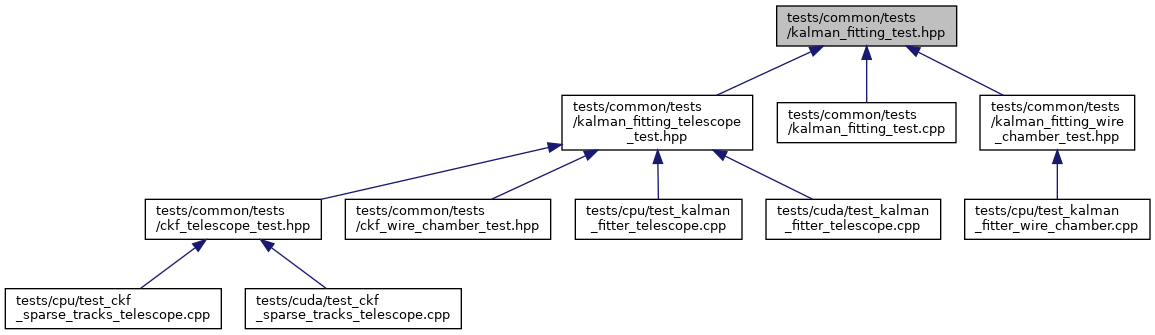 tests/common/tests
/kalman_fitting_test.hpp
tests/common/tests
/kalman_fitting_telescope
_test.hpp
tests/common/tests
/kalman_fitting_test.cpp
tests/common/tests
/kalman_fitting_wire
_chamber_test.hpp
tests/common/tests
/ckf_telescope_test.hpp
tests/common/tests
/ckf_wire_chamber_test.hpp
tests/cpu/test_kalman
_fitter_telescope.cpp
tests/cuda/test_kalman
_fitter_telescope.cpp
tests/cpu/test_kalman
_fitter_wire_chamber.cpp
tests/cpu/test_ckf
_sparse_tracks_telescope.cpp
tests/cuda/test_ckf
_sparse_tracks_telescope.cpp